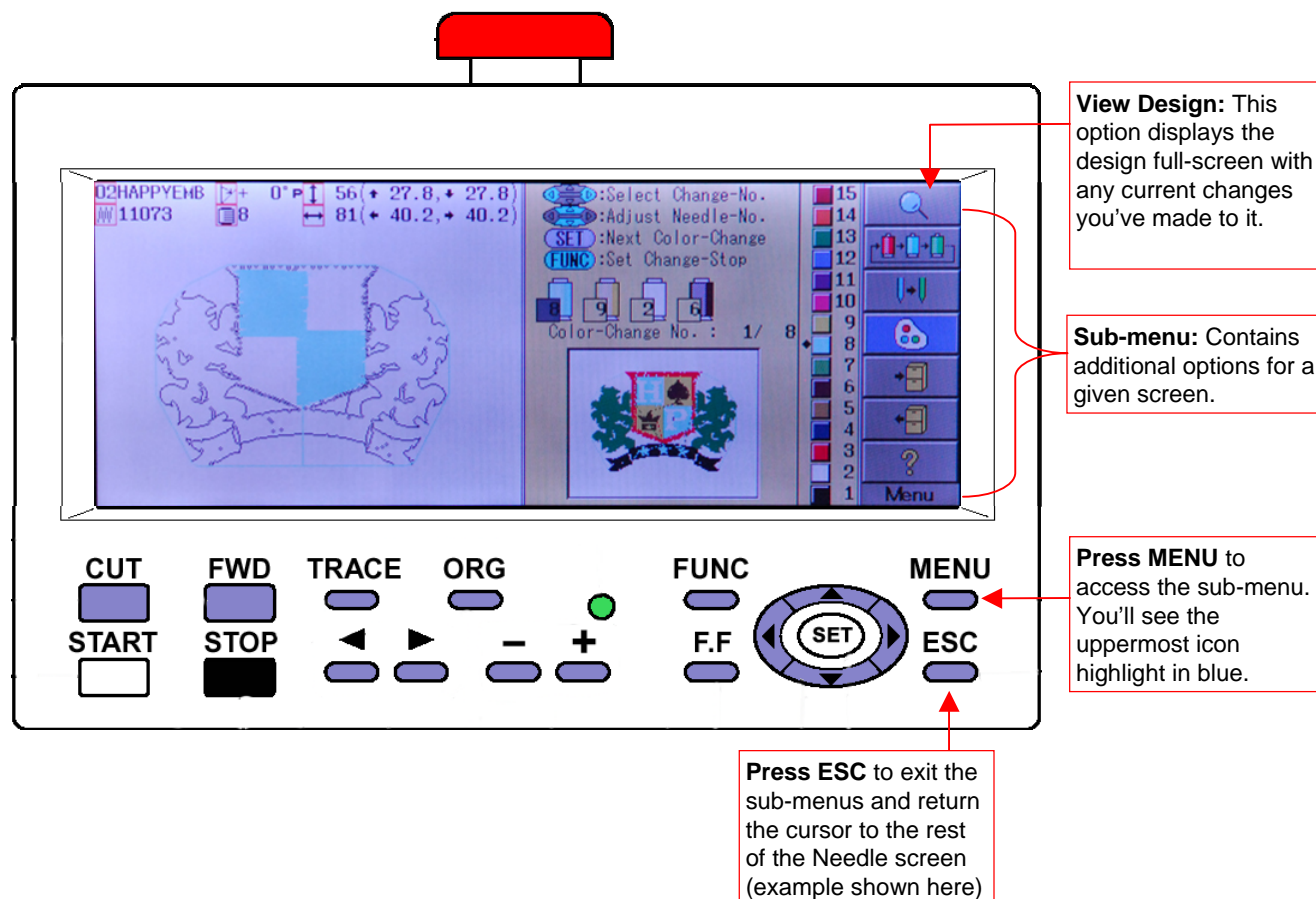 View Design: This
option displays the
design full-screen with
any current changes
you've made to it.
02HAPPYEMB + 0° P 56(↑ 27.8,↓ 27.8)
11073 8 81(← 40.2,→ 40.2)
:Select Change-No.
:Adjust Needle-No.
SET :Next Color-Change
FUNC :Set Change-Stop
8 9 2 6
Color-Change No. : 1/ 8
H
P
15
14
13
12
11
10
9
8
7
6
5
4
3
2
1
?
Menu
Sub-menu: Contains
additional options for a
given screen.
Press MENU to
access the sub-menu.
You'll see the
uppermost icon
highlight in blue.
CUT FWD TRACE ORG FUNC MENU
START STOP ◀ ▶ – + F.F SET ESC
Press ESC to exit the
sub-menus and return
the cursor to the rest
of the Needle screen
(example shown here)